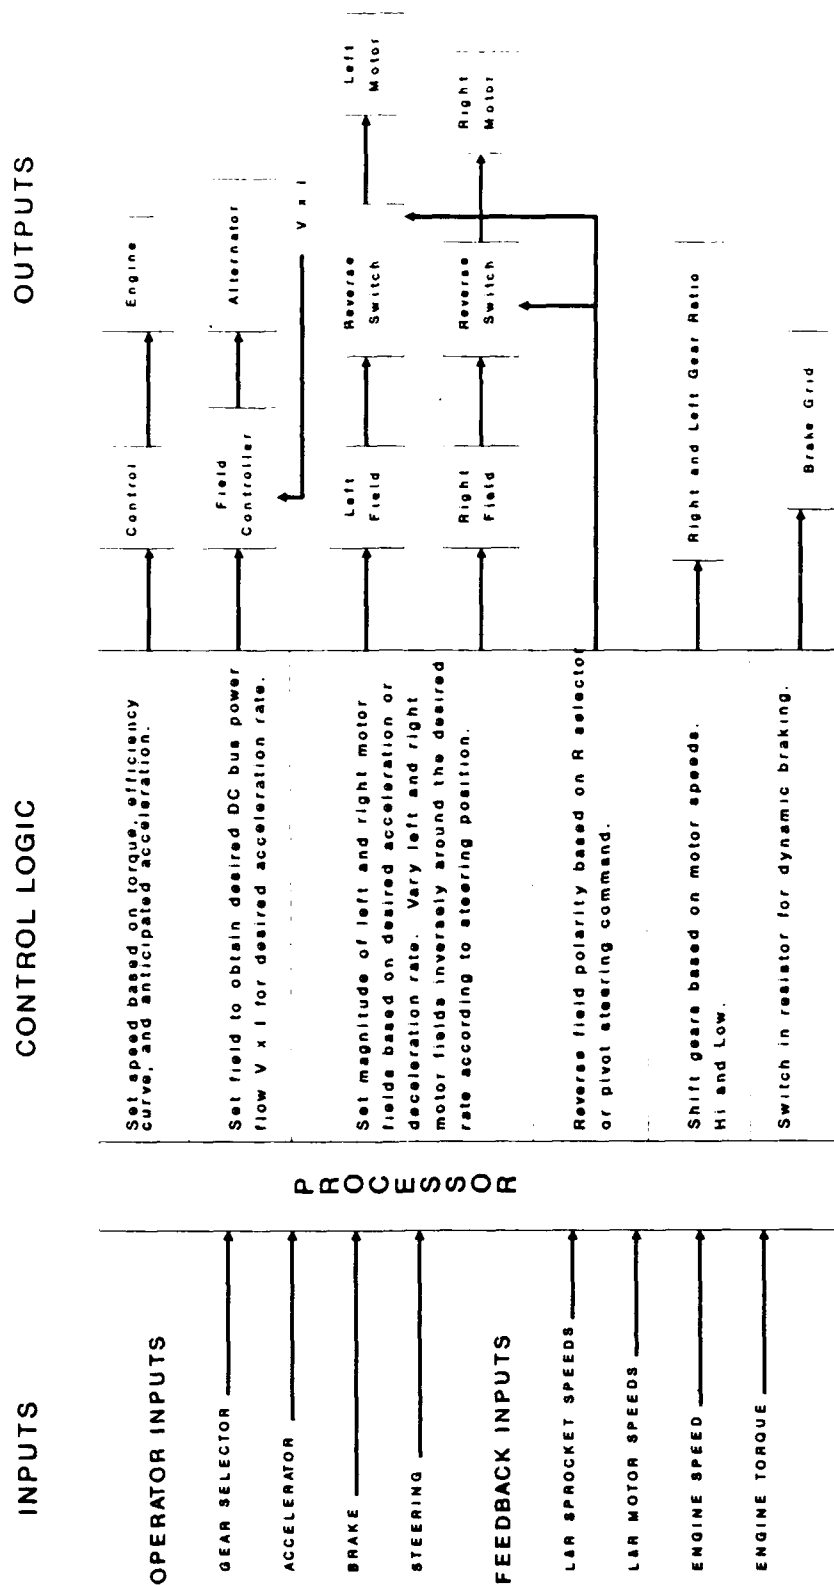 INPUTS
CONTROL LOGIC
OUTPUTS
OPERATOR INPUTS
GEAR SELECTOR
ACCELERATOR
BRAKE
STEERING
FEEDBACK INPUTS
L&R SPROCKET SPEEDS
L&R MOTOR SPEEDS
ENGINE SPEED
ENGINE TORQUE
PROCESSOR
Set speed based on torque, efficiency
curve, and anticipated acceleration.
Set field to obtain desired DC bus power
flow V x I for desired acceleration rate.
Set magnitude of left and right motor
fields based on desired acceleration or
deceleration rate. Vary left and right
motor fields inversely around the desired
rate according to steering position.
Reverse field polarity based on R selector
or pivot steering command.
Shift gears based on motor speeds.
Hi and Low.
Switch in resistor for dynamic braking.
Control
Engine
Field
Controller
Alternator
V x I
Left
Field
Reverse
Switch
Left
Motor
Right
Field
Reverse
Switch
Right
Motor
Right and Left Gear Ratio
Brake Grid